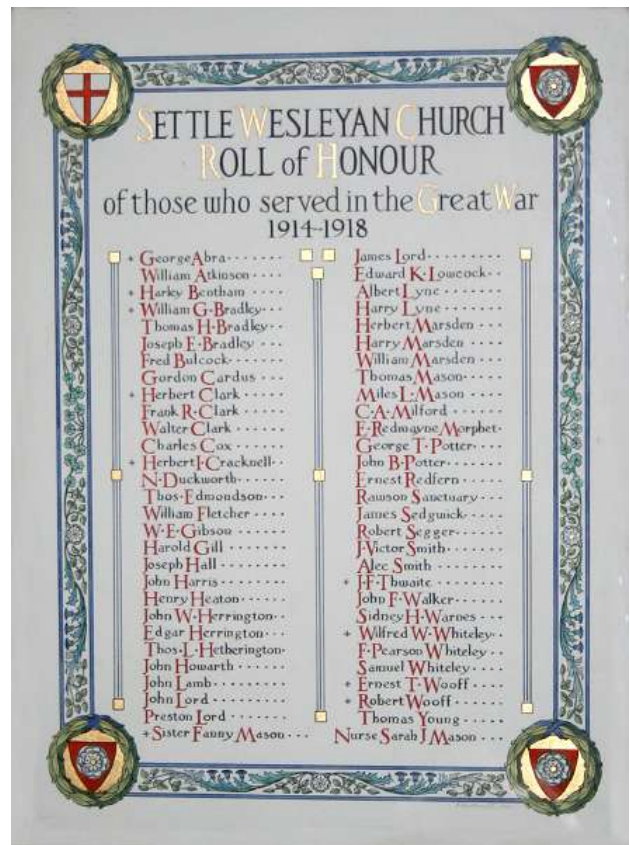 SETTLE WESLEYAN CHURCH
ROLL of HONOUR
of those who served in the Great War
1914-1918
+ George Abra
William Atkinson
+ Harley Bentham
+ William G. Bradley
Thomas H. Bradley
Joseph E. Bradley
Fred Bulcock
Gordon Cardus
+ Herbert Clark
Frank R. Clark
Walter Clark
Charles Cox
+ Herbert J. Cracknell
N. Duckworth
Thos. Edmondson
William Fletcher
W. E. Gibson
Harold Gill
Joseph Hall
John Harris
Henry Heaton
John W. Herrington
Edgar Herrington
Thos. L. Hetherington
John Howarth
John Lamb
John Lord
Preston Lord
+ Sister Fanny Mason
James Lord
Edward K. Lowcock
Albert Lyne
Harry Lyne
Herbert Marsden
Harry Marsden
William Marsden
Thomas Mason
Miles L. Mason
C. A. Milford
E. Redmayne Morphet
George T. Potter
John B. Potter
Ernest Redfern
Rawson Sanctuary
James Sedgwick
Robert Segger
J. Victor Smith
Alec Smith
+ J. F. Thwaite
John F. Walker
Sidney H. Warnes
+ Wilfred W. Whiteley
F. Pearson Whiteley
Samuel Whiteley
+ Ernest T. Wooff
+ Robert Wooff
Thomas Young
Nurse Sarah J Mason